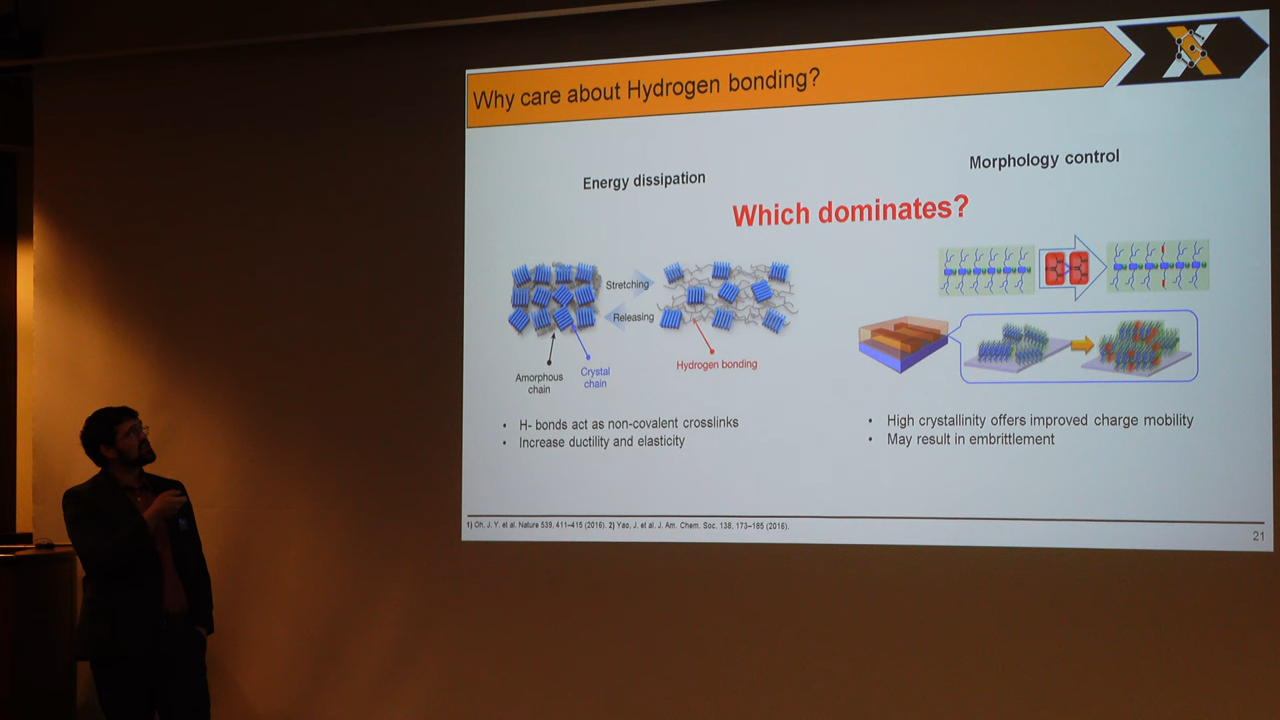 Why care about Hydrogen bonding?
Energy dissipation
Morphology control
Which dominates?
Stretching
Releasing
Amorphous
chain
Crystal
chain
Hydrogen bonding
• H- bonds act as non-covalent crosslinks
• Increase ductility and elasticity
• High crystallinity offers improved charge mobility
• May result in embrittlement
1) Oh, J. Y. et al. Nature 539, 411–415 (2016). 2) Yao, J. et al. J. Am. Chem. Soc. 138, 173–185 (2016).
21